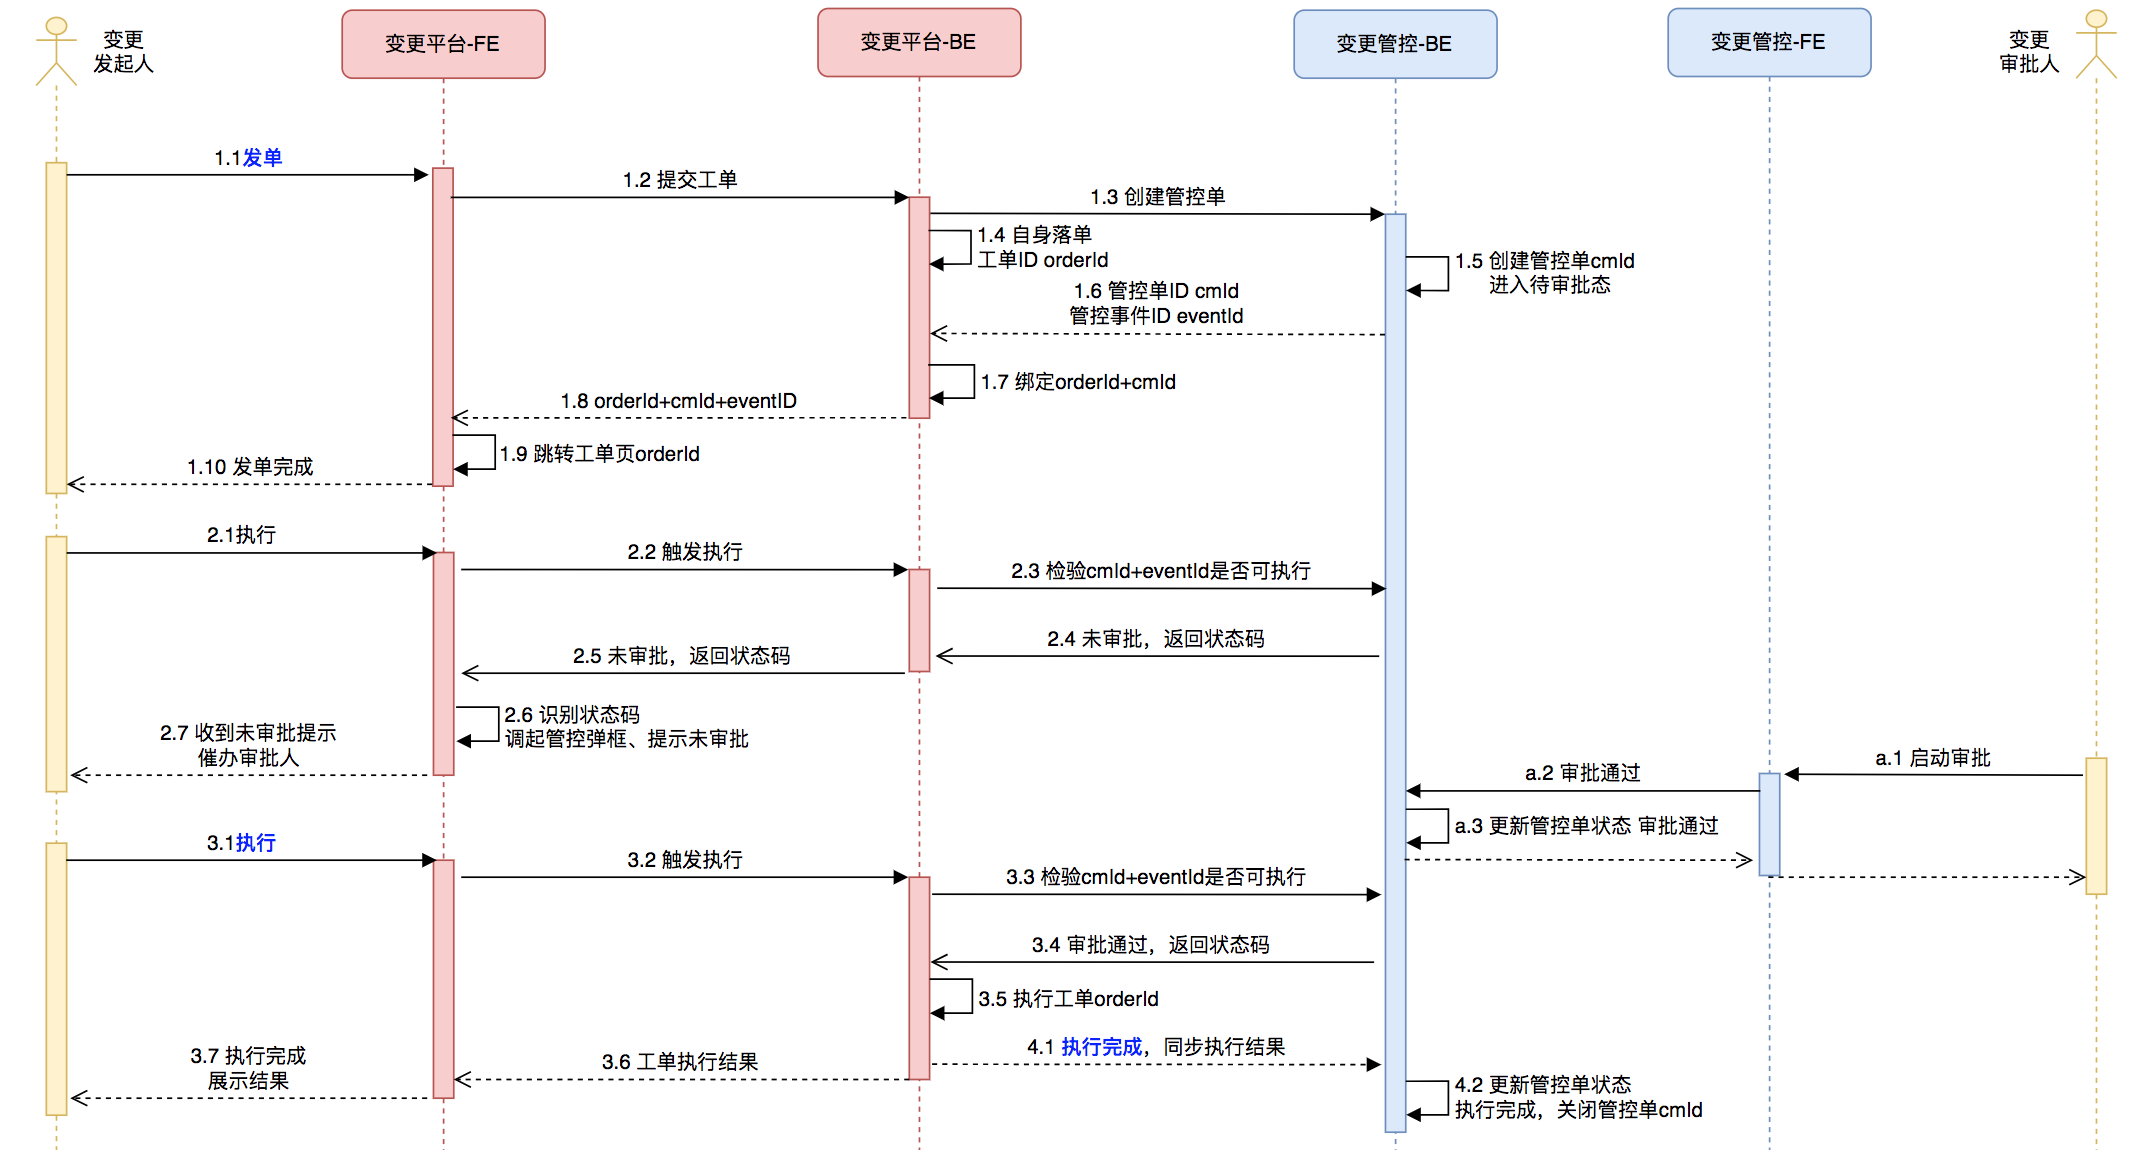 变更
发起人
变更平台-FE
变更平台-BE
变更管控-BE
变更管控-FE
变更
审批人
1.1发单
1.2 提交工单
1.3 创建管控单
1.4 自身落单
工单ID orderId
1.5 创建管控单cmId
进入待审批态
1.6 管控单ID cmId
管控事件ID eventId
1.7 绑定orderId+cmId
1.8 orderId+cmId+eventID
1.9 跳转工单页orderId
1.10 发单完成
2.1执行
2.2 触发执行
2.3 检验cmId+eventId是否可执行
2.4 未审批，返回状态码
2.5 未审批，返回状态码
2.6 识别状态码
调起管控弹框、提示未审批
2.7 收到未审批提示
催办审批人
a.1 启动审批
a.2 审批通过
a.3 更新管控单状态 审批通过
3.1执行
3.2 触发执行
3.3 检验cmId+eventId是否可执行
3.4 审批通过，返回状态码
3.5 执行工单orderId
4.1 执行完成，同步执行结果
3.6 工单执行结果
3.7 执行完成
展示结果
4.2 更新管控单状态
执行完成，关闭管控单cmId